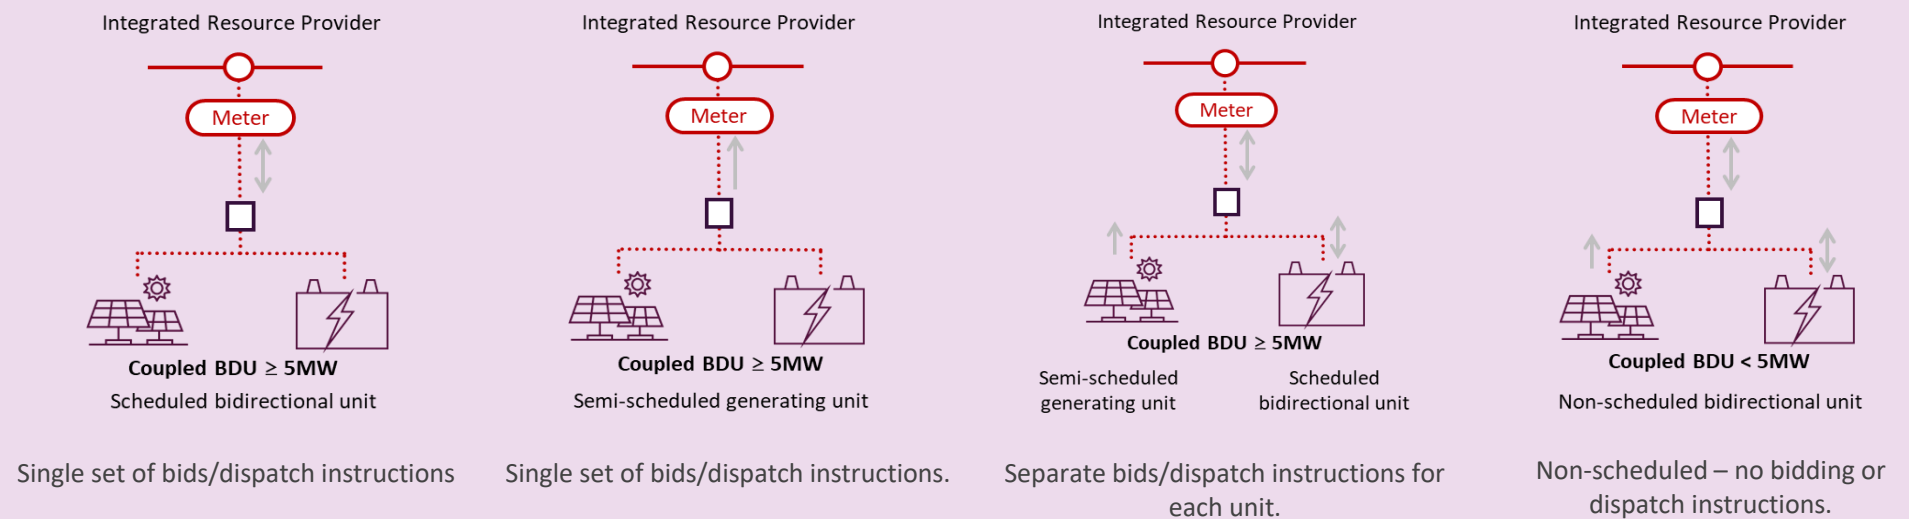 Integrated Resource Provider
Meter
Coupled BDU ≥ 5MW
Scheduled bidirectional unit
Single set of bids/dispatch instructions
Integrated Resource Provider
Meter
Coupled BDU ≥ 5MW
Semi-scheduled generating unit
Single set of bids/dispatch instructions.
Integrated Resource Provider
Meter
Coupled BDU ≥ 5MW
Semi-scheduled
generating unit
Scheduled
bidirectional unit
Separate bids/dispatch instructions for
each unit.
Integrated Resource Provider
Meter
Coupled BDU < 5MW
Non-scheduled bidirectional unit
Non-scheduled – no bidding or
dispatch instructions.